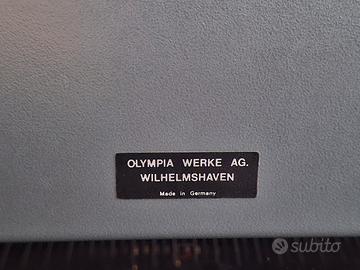 OLYMPIA WERKE AG.
WILHELMSHAVEN
Made in Germany
subito